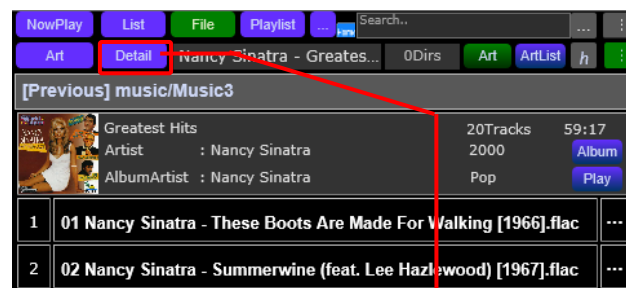 NowPlay List File Playlist ... Search.. ...
Art Detail Nancy Sinatra - Greates... 0Dirs Art ArtList h
[Previous] music/Music3
Greatest Hits 20Tracks 59:17
Artist : Nancy Sinatra 2000 Album
AlbumArtist : Nancy Sinatra Pop Play
1 01 Nancy Sinatra - These Boots Are Made For Walking [1966].flac ...
2 02 Nancy Sinatra - Summerwine (feat. Lee Hazlewood) [1967].flac ...